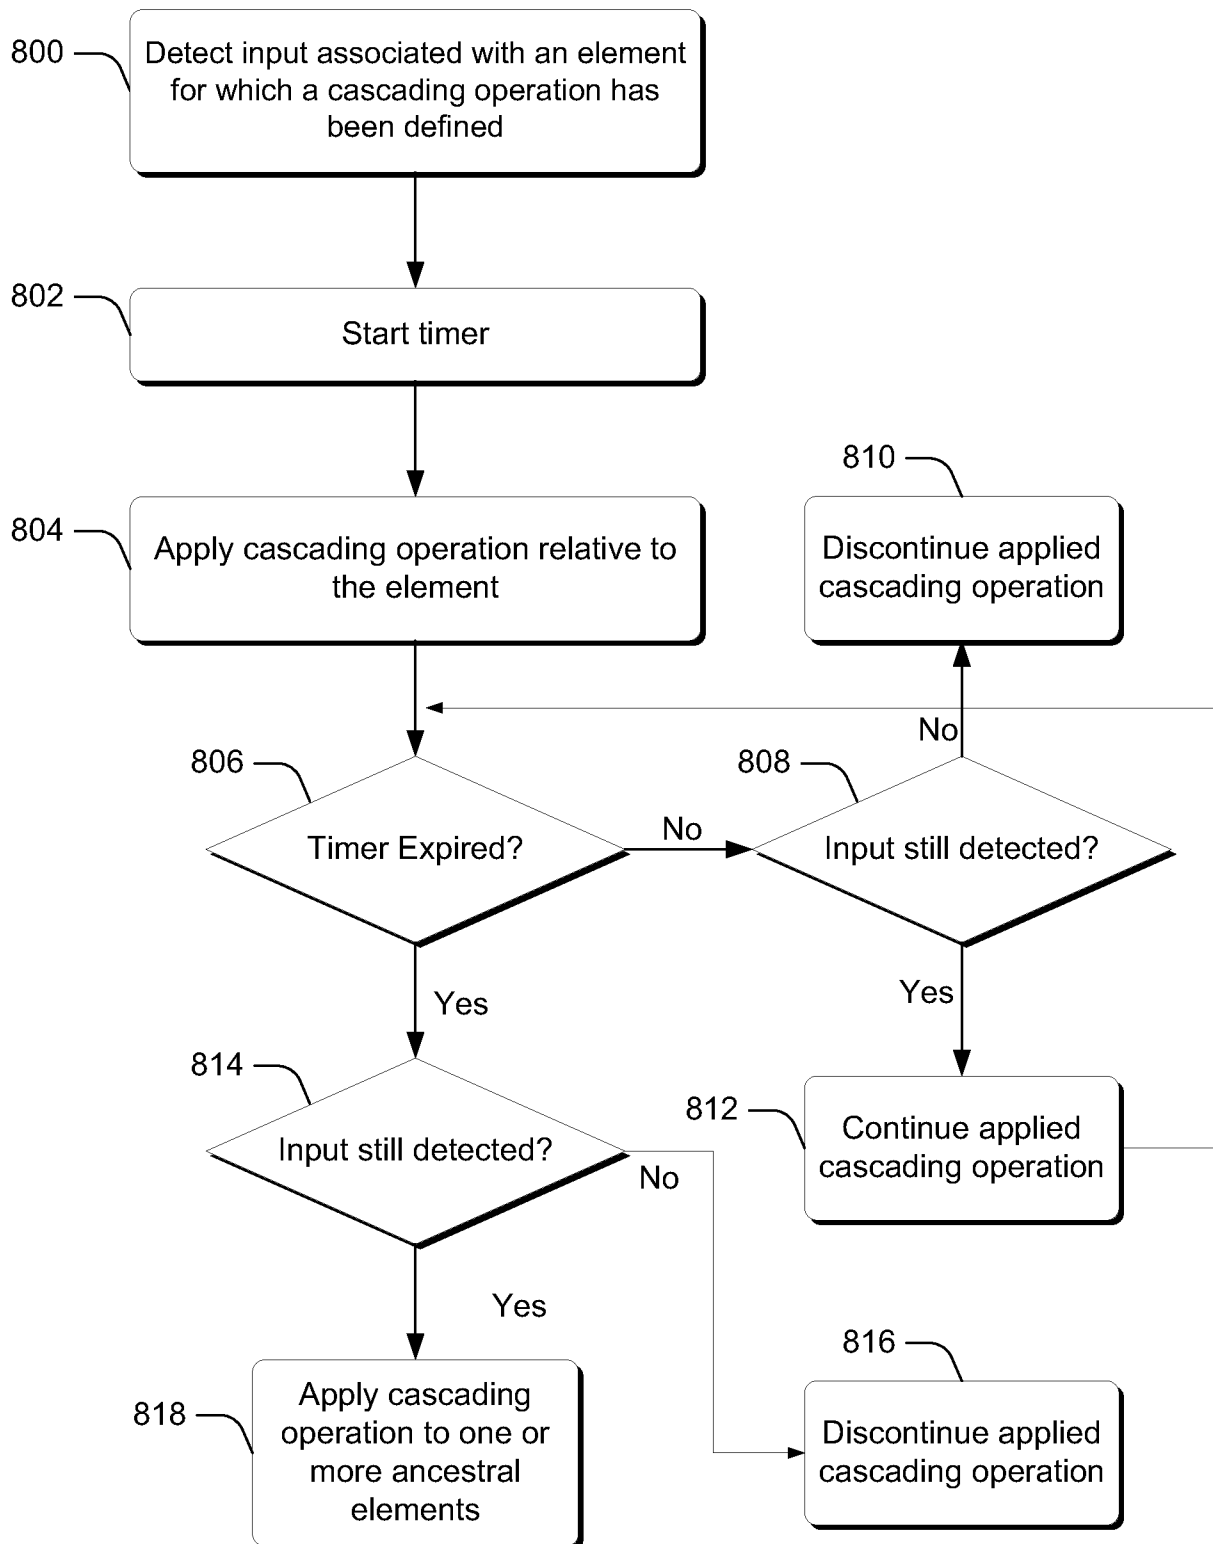 800
Detect input associated with an element
for which a cascading operation has
been defined
802
Start timer
804
Apply cascading operation relative to
the element
810
Discontinue applied
cascading operation
No
806
Timer Expired?
No
808
Input still detected?
Yes
Yes
814
Input still detected?
No
812
Continue applied
cascading operation
Yes
818
Apply cascading
operation to one or
more ancestral
elements
816
Discontinue applied
cascading operation